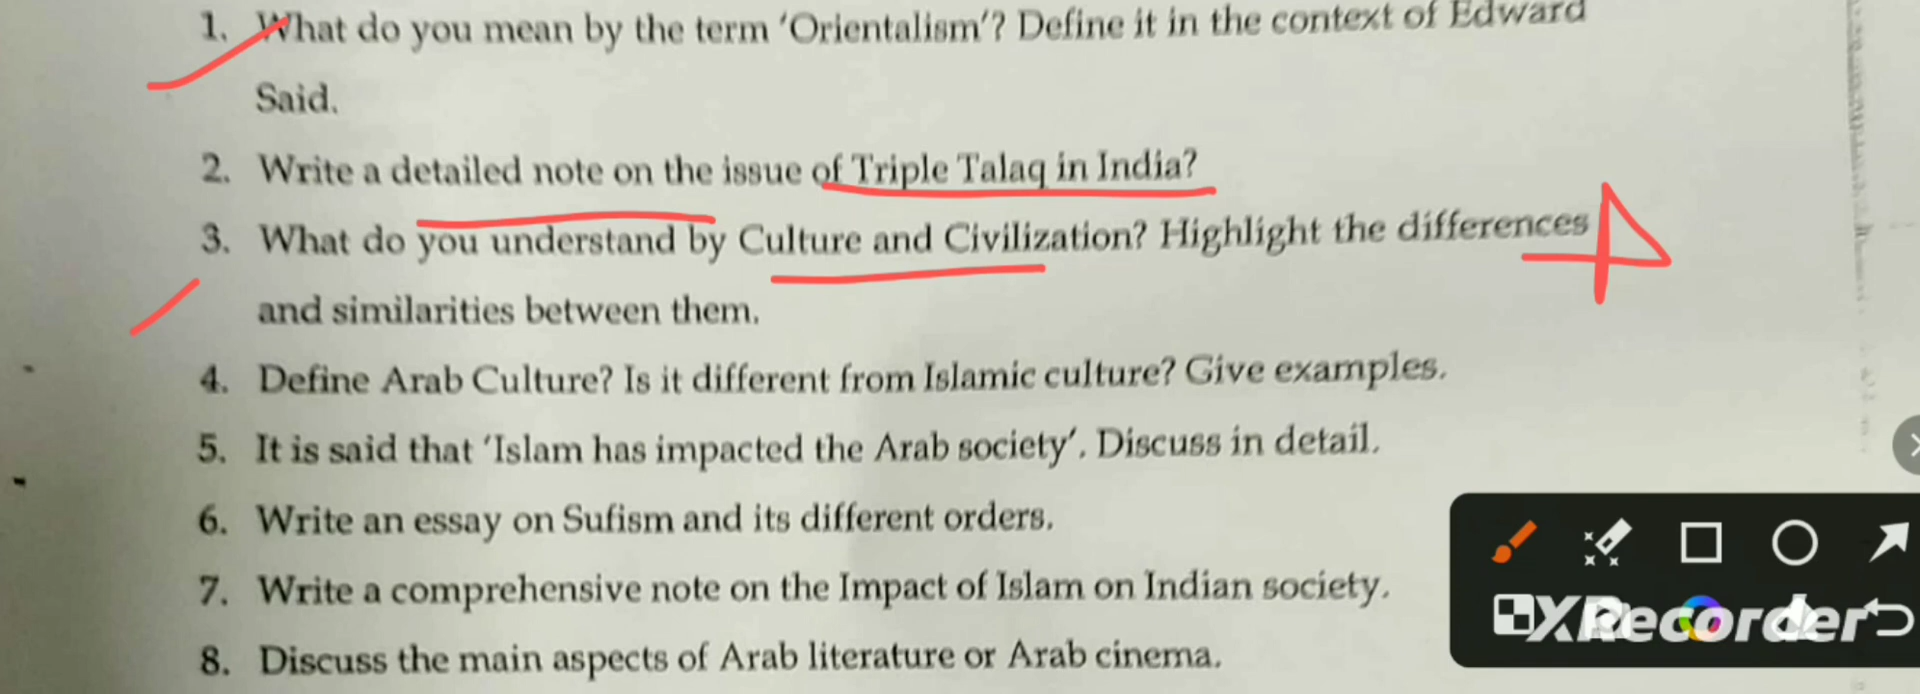 1. What do you mean by the term 'Orientalism'? Define it in the context of Edward
Said.
2. Write a detailed note on the issue of Triple Talaq in India?
3. What do you understand by Culture and Civilization? Highlight the differences
and similarities between them.
4. Define Arab Culture? Is it different from Islamic culture? Give examples.
5. It is said that 'Islam has impacted the Arab society'. Discuss in detail.
6. Write an essay on Sufism and its different orders.
7. Write a comprehensive note on the Impact of Islam on Indian society.
8. Discuss the main aspects of Arab literature or Arab cinema.
XRecorder